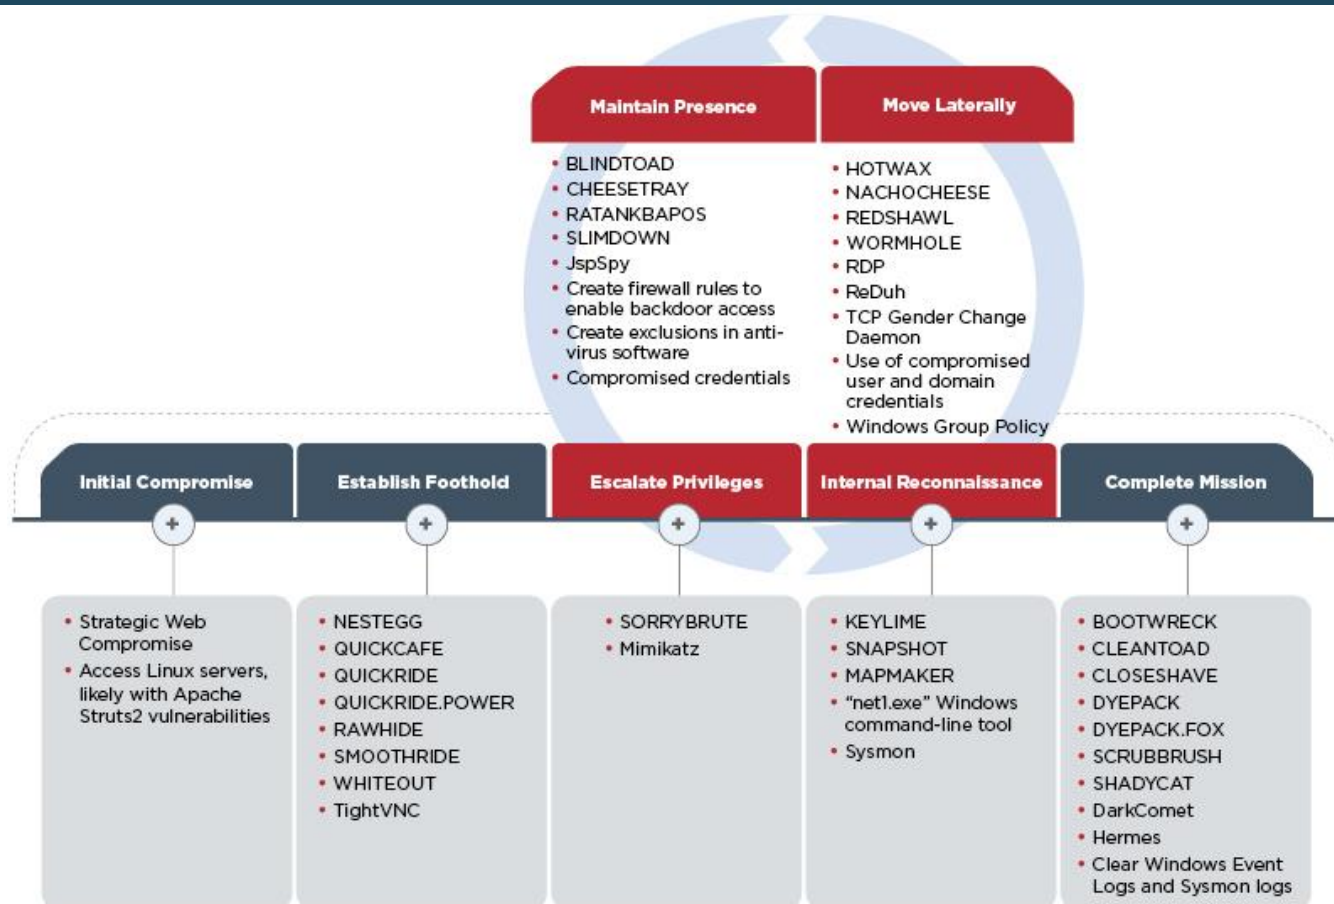 Maintain Presence
• BLINDTOAD
• CHEESETRAY
• RATANKBAPOS
• SLIMDOWN
• JspSpy
• Create firewall rules to
enable backdoor access
• Create exclusions in anti-
virus software
• Compromised credentials
Move Laterally
• HOTWAX
• NACHOCHEESE
• REDSHAWL
• WORMHOLE
• RDP
• ReDuh
• TCP Gender Change
Daemon
• Use of compromised
user and domain
credentials
• Windows Group Policy
Initial Compromise
• Strategic Web
Compromise
• Access Linux servers,
likely with Apache
Struts2 vulnerabilities
Establish Foothold
• NESTEGG
• QUICKCAFE
• QUICKRIDE
• QUICKRIDE.POWER
• RAWHIDE
• SMOOTHRIDE
• WHITEOUT
• TightVNC
Escalate Privileges
• SORRYBRUTE
• Mimikatz
Internal Reconnaissance
• KEYLIME
• SNAPSHOT
• MAPMAKER
• “net1.exe” Windows
command-line tool
• Sysmon
Complete Mission
• BOOTWRECK
• CLEANTOAD
• CLOSESHAVE
• DYEPACK
• DYEPACK.FOX
• SCRUBBRUSH
• SHADYCAT
• DarkComet
• Hermes
• Clear Windows Event
Logs and Sysmon logs